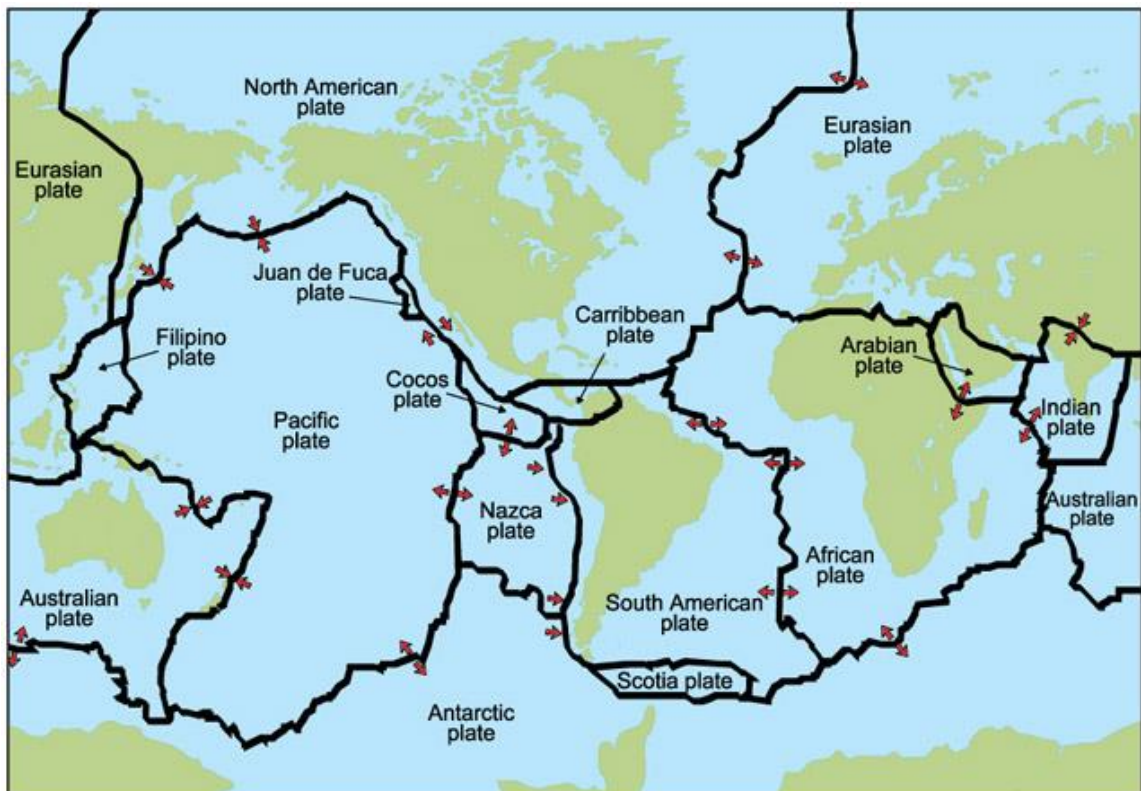 North American
plate
Eurasian
plate
Eurasian
plate
Juan de Fuca
plate
Carribbean
plate
Filipino
plate
Arabian
plate
Cocos
plate
Indian
plate
Pacific
plate
Nazca
plate
Australian
plate
African
plate
Australian
plate
South American
plate
Scotia plate
Antarctic
plate